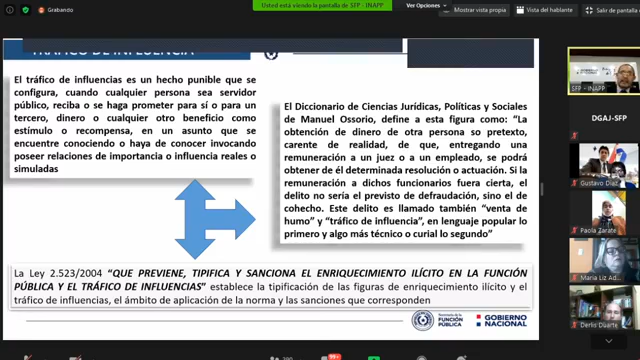 Grabando
Usted está viendo la pantalla de SFP - INAPP
Ver Opciones
Mostrar vista propia
Vista del hablante
Salir de pantalla
TRÁFICO DE INFLUENCIA
El tráfico de influencias es un hecho punible que se
configura, cuando cualquier persona sea servidor
público, reciba o se haga prometer para sí o para un
tercero, dinero o cualquier otro beneficio como
estímulo o recompensa, en un asunto que se
encuentre conociendo o haya de conocer invocando
poseer relaciones de importancia o influencia reales o
simuladas
El Diccionario de Ciencias Jurídicas, Políticas y Sociales
de Manuel Ossorio, define a esta figura como: “La
obtención de dinero de otra persona so pretexto,
carente de realidad, de que, entregando una
remuneración a un juez o a un empleado, se podrá
obtener de él determinada resolución o actuación. Si la
remuneración a dichos funcionarios fuera cierta, el
delito no sería el previsto de defraudación, sino el de
cohecho. Este delito es llamado también “venta de
humo” y “tráfico de influencia”, en lenguaje popular lo
primero y algo más técnico o curial lo segundo”
La Ley 2.523/2004 “QUE PREVIENE, TIPIFICA Y SANCIONA EL ENRIQUECIMIENTO ILÍCITO EN LA FUNCIÓN
PÚBLICA Y EL TRÁFICO DE INFLUENCIAS” establece la tipificación de las figuras de enriquecimiento ilícito y el
tráfico de influencias, el ámbito de aplicación de la norma y las sanciones que corresponden
Secretaría de la
FUNCIÓN
PÚBLICA
GOBIERNO
NACIONAL
SFP - INAPP
DGAJ-SFP
Gustavo Diaz
Paola Zarate
Maria Liz Ad...
Derlis Duarte
99+